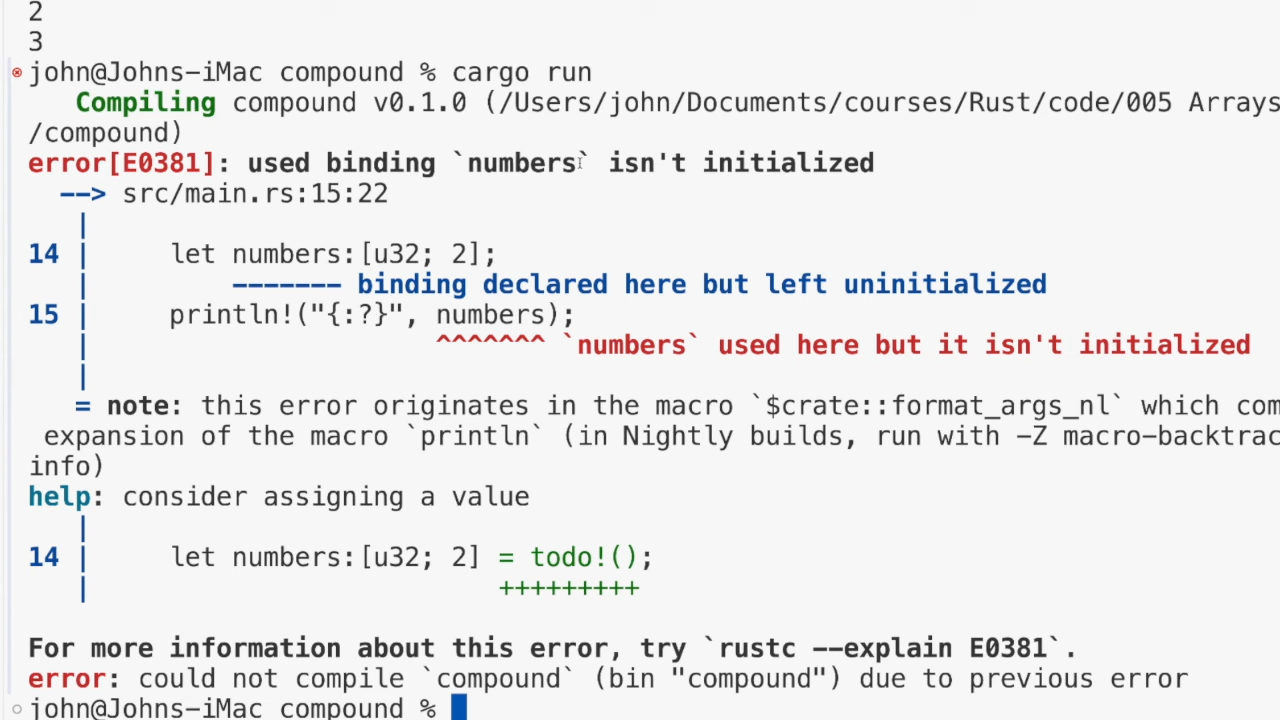 2
3
john@Johns-iMac compound % cargo run
   Compiling compound v0.1.0 (/Users/john/Documents/courses/Rust/code/005 Arrays
/compound)
error[E0381]: used binding `numbers` isn't initialized
  --> src/main.rs:15:22
   |
14 |     let numbers:[u32; 2];
   |         ------- binding declared here but left uninitialized
15 |     println!("{:?}", numbers);
   |                      ^^^^^^^ `numbers` used here but it isn't initialized
   |
   = note: this error originates in the macro `$crate::format_args_nl` which com
 expansion of the macro `println` (in Nightly builds, run with -Z macro-backtrac
info)
help: consider assigning a value
   |
14 |     let numbers:[u32; 2] = todo!();
   |                          +++++++++

For more information about this error, try `rustc --explain E0381`.
error: could not compile `compound` (bin "compound") due to previous error
john@Johns-iMac compound %